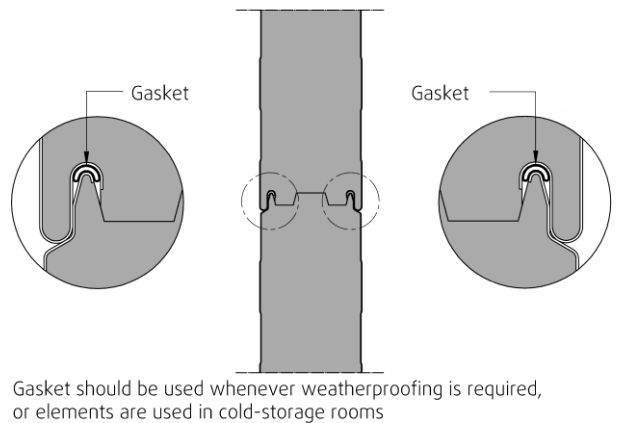 Gasket
Gasket
Gasket should be used whenever weatherproofing is required,
or elements are used in cold-storage rooms